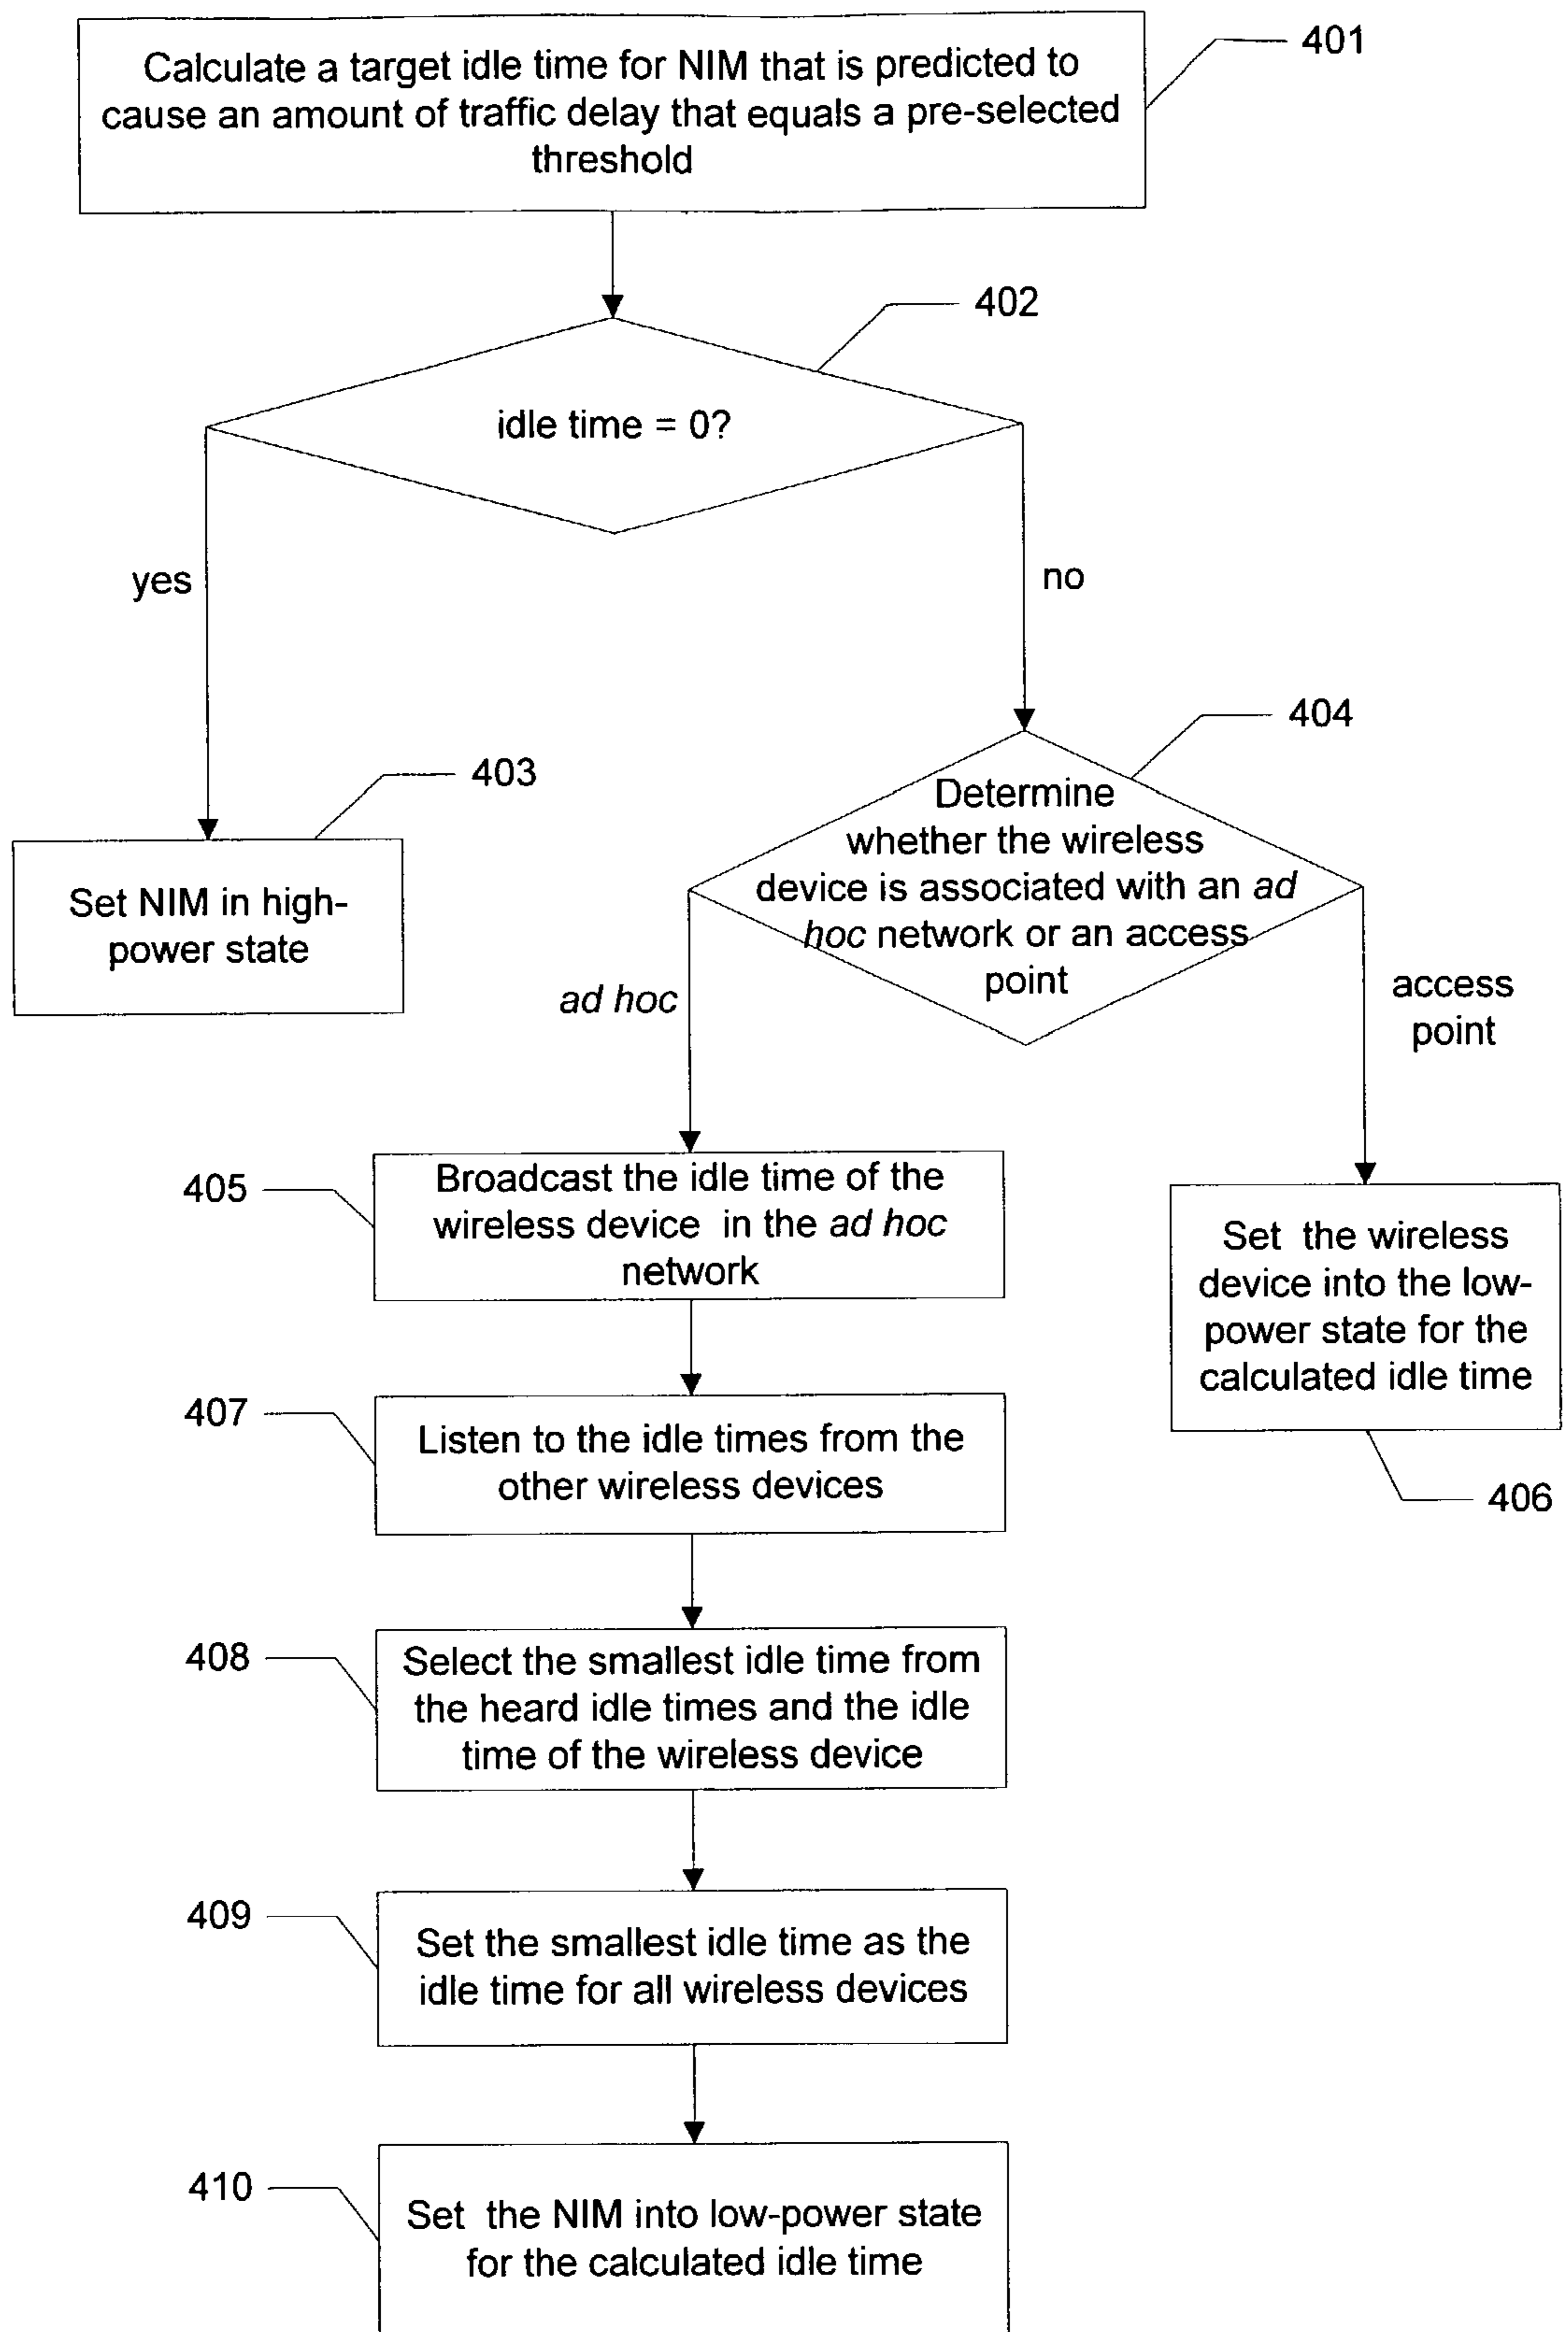 Calculate a target idle time for NIM that is predicted to
cause an amount of traffic delay that equals a pre-selected
threshold
401
402
idle time = 0?
yes
no
403
Set NIM in high-
power state
404
Determine
whether the wireless
device is associated with an ad
hoc network or an access
point
ad hoc
access
point
405
Broadcast the idle time of the
wireless device in the ad hoc
network
Set the wireless
device into the low-
power state for the
calculated idle time
406
407
Listen to the idle times from the
other wireless devices
408
Select the smallest idle time from
the heard idle times and the idle
time of the wireless device
409
Set the smallest idle time as the
idle time for all wireless devices
410
Set the NIM into low-power state
for the calculated idle time